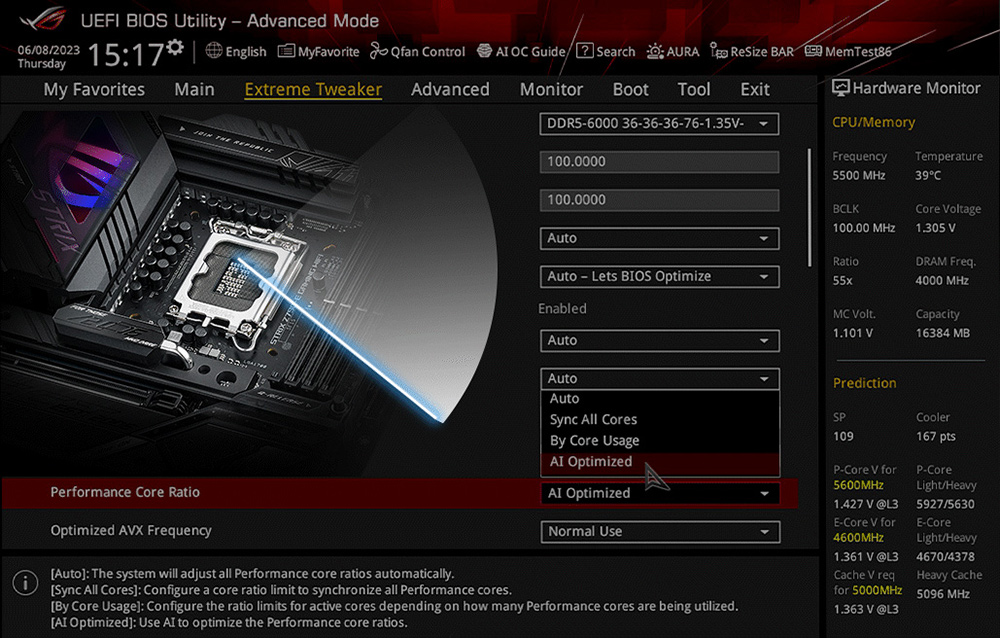 UEFI BIOS Utility – Advanced Mode
06/08/2023
Thursday
15:17
English
MyFavorite
Qfan Control
AI OC Guide
Search
AURA
ReSize BAR
MemTest86
My Favorites
Main
Extreme Tweaker
Advanced
Monitor
Boot
Tool
Exit
JOIN THE REPUBLIC
STRIX
DDR5-6000 36-36-36-76-1.35V-
100.0000
100.0000
Auto
Auto – Lets BIOS Optimize
Enabled
Auto
Auto
Auto
Sync All Cores
By Core Usage
AI Optimized
Performance Core Ratio
AI Optimized
Optimized AVX Frequency
Normal Use
[Auto]: The system will adjust all Performance core ratios automatically.
[Sync All Cores]: Configure a core ratio limit to synchronize all Performance cores.
[By Core Usage]: Configure the ratio limits for active cores depending on how many Performance cores are being utilized.
[AI Optimized]: Use AI to optimize the Performance core ratios.
Hardware Monitor
CPU/Memory
Frequency Temperature
5500 MHz 39°C
BCLK Core Voltage
100.00 MHz 1.305 V
Ratio DRAM Freq.
55x 4000 MHz
MC Volt. Capacity
1.101 V 16384 MB
Prediction
SP Cooler
109 167 pts
P-Core V for P-Core
5600MHz Light/Heavy
1.427 V @L3 5927/5630
E-Core V for E-Core
4600MHz Light/Heavy
1.361 V @L3 4670/4378
Cache V req Heavy Cache
for 5000MHz 5096 MHz
1.363 V @L3